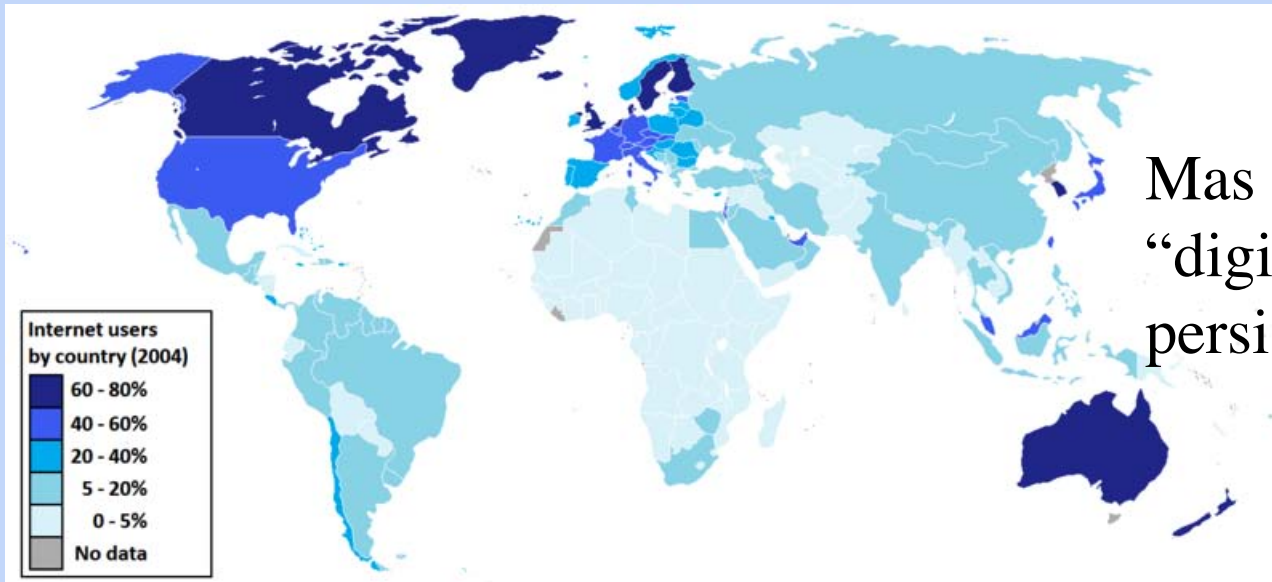 Mas
“digi
persi
Internet users
by country (2004)
60 - 80%
40 - 60%
20 - 40%
5 - 20%
0 - 5%
No data